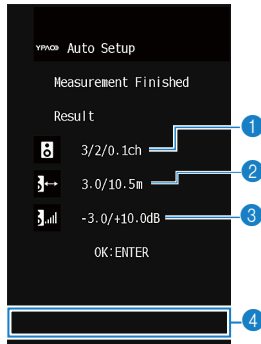 YPAO Auto Setup
Measurement Finished
Result
3/2/0.1ch
1
3.0/10.5m
2
-3.0/+10.0dB
3
OK:ENTER
4